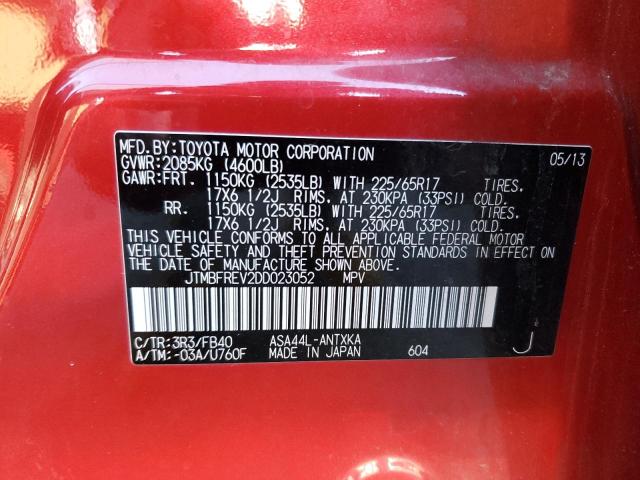 MFD. BY: TOYOTA MOTOR CORPORATION 05/13
GVWR: 2085KG (4600LB)
GAWR: FRT. 1150KG (2535LB) WITH 225/65R17 TIRES.
17X6 1/2J RIMS. AT 230KPA (33PSI) COLD.
RR. 1150KG (2535LB) WITH 225/65R17 TIRES.
17X6 1/2J RIMS. AT 230KPA (33PSI) COLD.
THIS VEHICLE CONFORMS TO ALL APPLICABLE FEDERAL MOTOR
VEHICLE SAFETY AND THEFT PREVENTION STANDARDS IN EFFECT ON
THE DATE OF MANUFACTURE SHOWN ABOVE.
JTMBFREV2DD023052 MPV
C/TR: 3R3/FB40 ASA44L-ANTXKA
A/TM: -03A/U760F MADE IN JAPAN 604 J